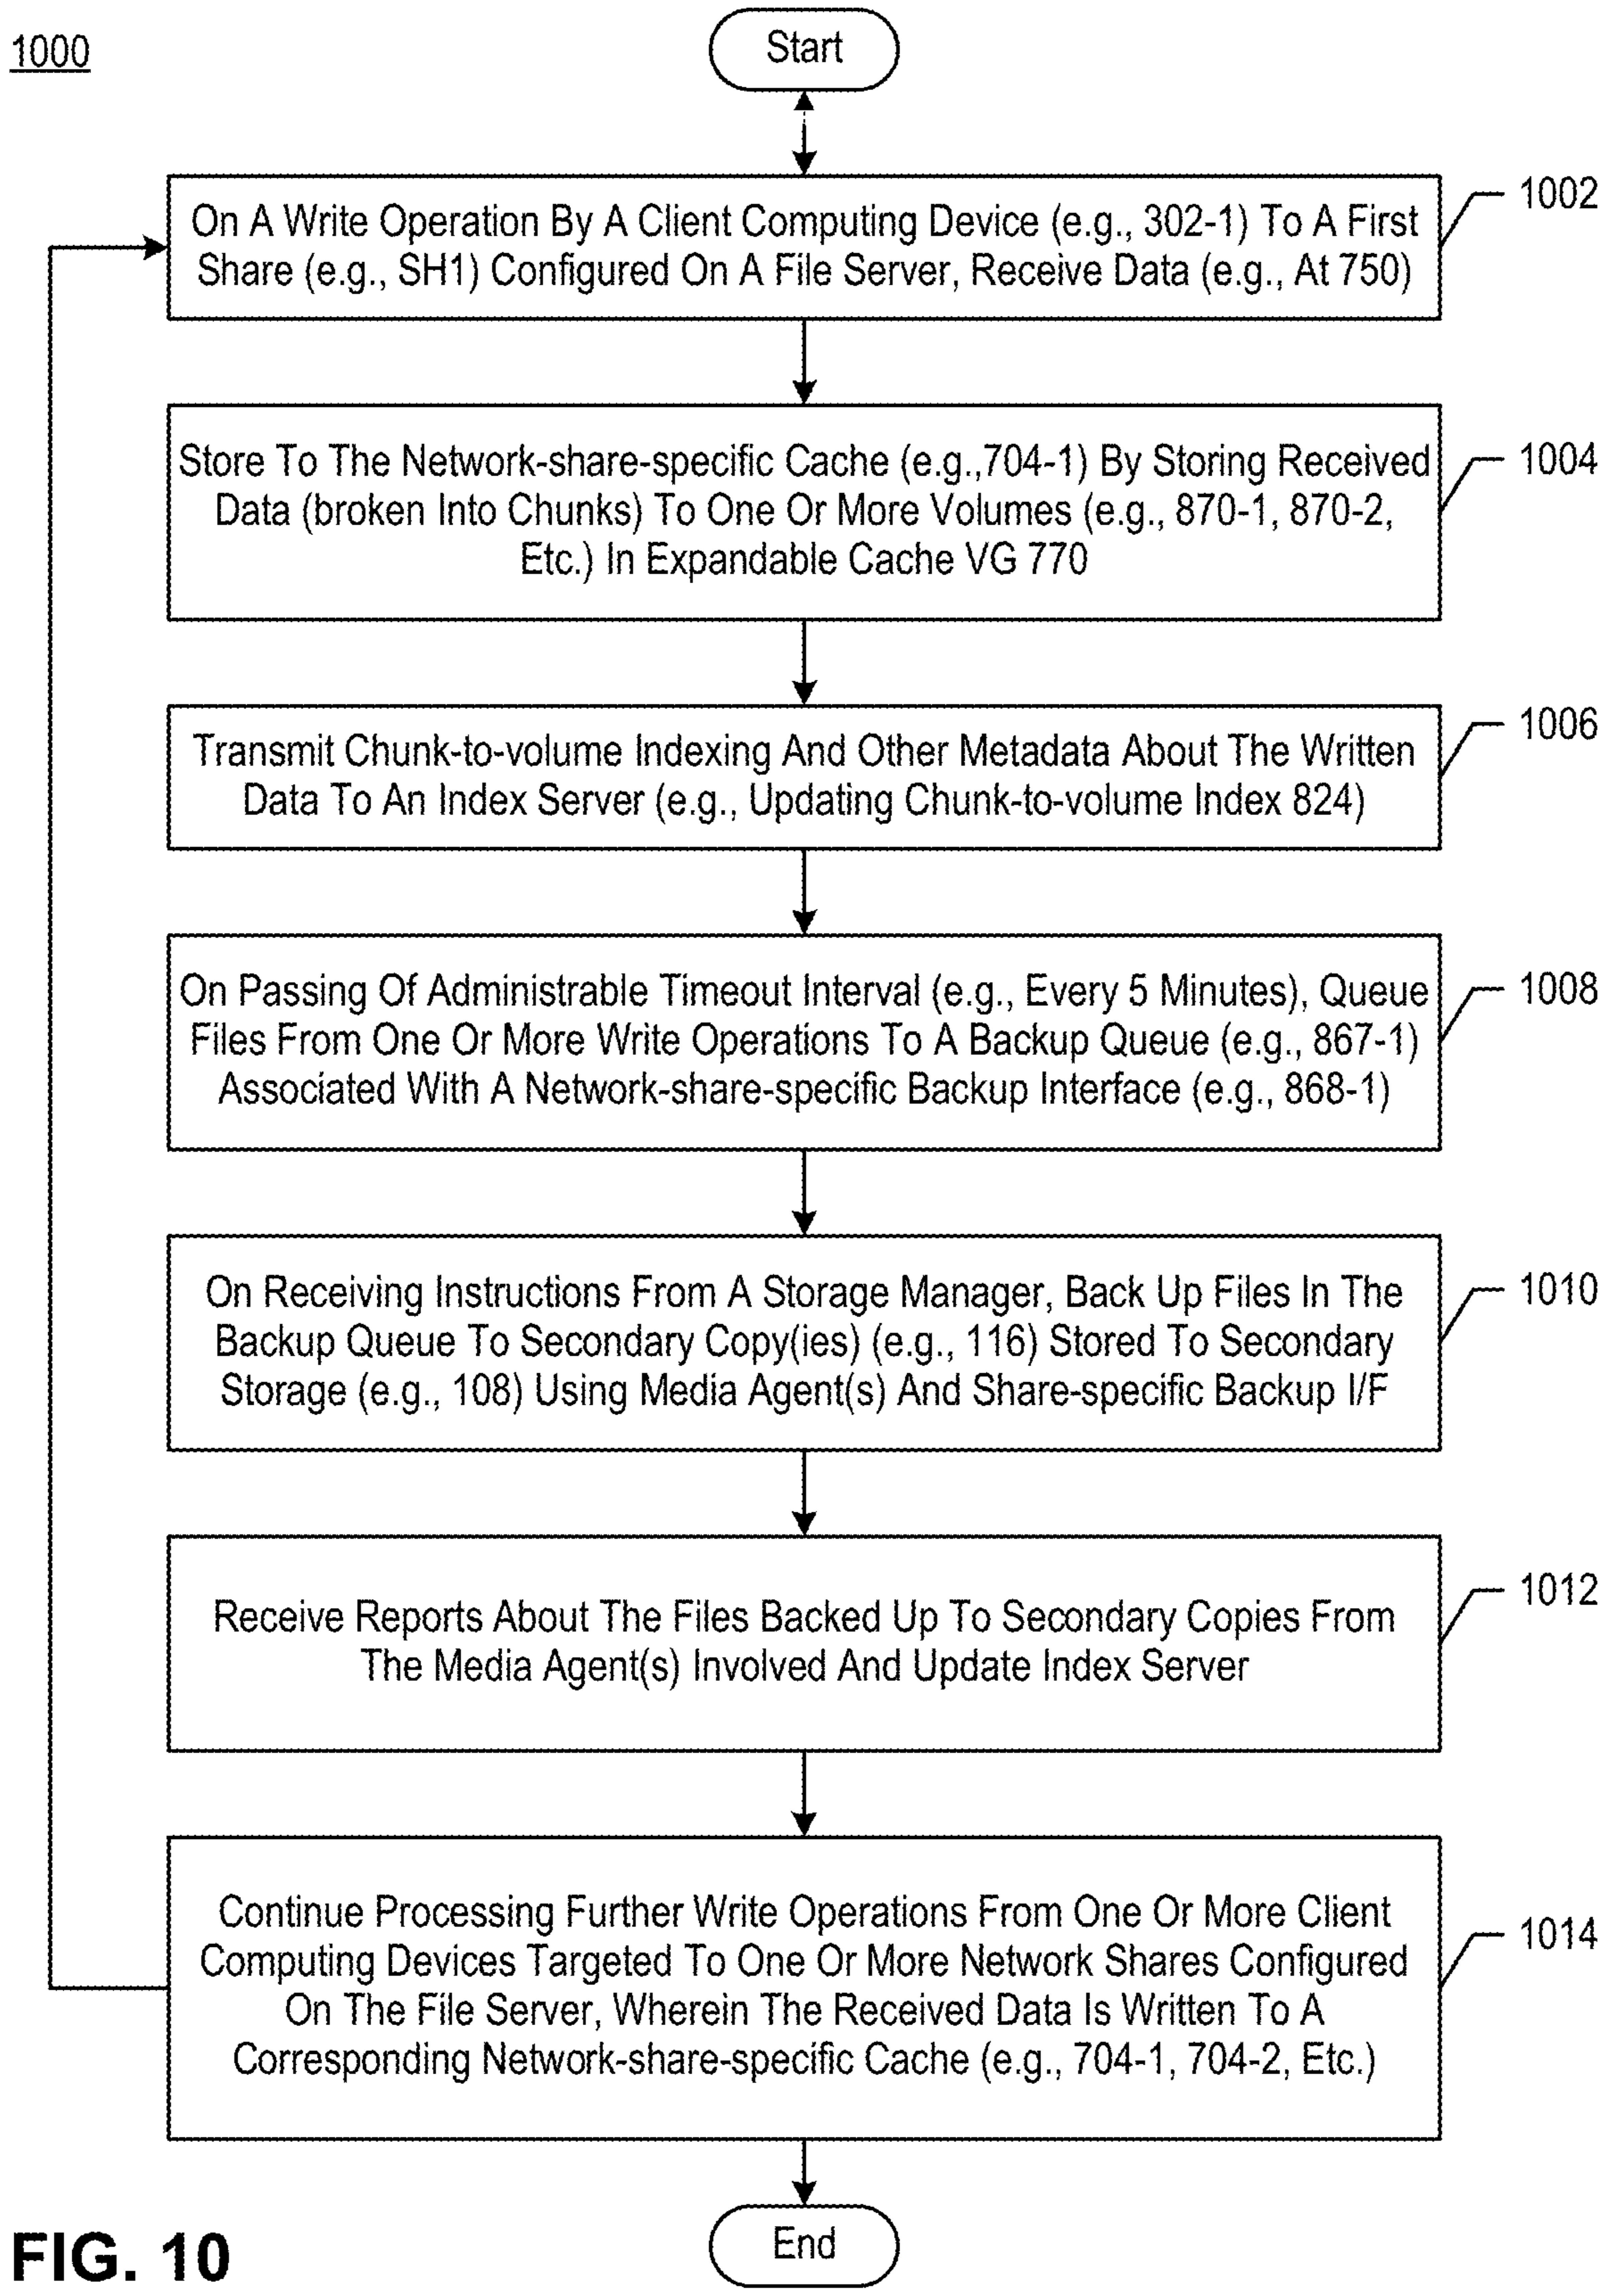 1000
Start
On A Write Operation By A Client Computing Device (e.g., 302-1) To A First
Share (e.g., SH1) Configured On A File Server, Receive Data (e.g., At 750)
1002
Store To The Network-share-specific Cache (e.g.,704-1) By Storing Received
Data (broken Into Chunks) To One Or More Volumes (e.g., 870-1, 870-2,
Etc.) In Expandable Cache VG 770
1004
Transmit Chunk-to-volume Indexing And Other Metadata About The Written
Data To An Index Server (e.g., Updating Chunk-to-volume Index 824)
1006
On Passing Of Administrable Timeout Interval (e.g., Every 5 Minutes), Queue
Files From One Or More Write Operations To A Backup Queue (e.g., 867-1)
Associated With A Network-share-specific Backup Interface (e.g., 868-1)
1008
On Receiving Instructions From A Storage Manager, Back Up Files In The
Backup Queue To Secondary Copy(ies) (e.g., 116) Stored To Secondary
Storage (e.g., 108) Using Media Agent(s) And Share-specific Backup I/F
1010
Receive Reports About The Files Backed Up To Secondary Copies From
The Media Agent(s) Involved And Update Index Server
1012
Continue Processing Further Write Operations From One Or More Client
Computing Devices Targeted To One Or More Network Shares Configured
On The File Server, Wherein The Received Data Is Written To A
Corresponding Network-share-specific Cache (e.g., 704-1, 704-2, Etc.)
1014
End
FIG. 10